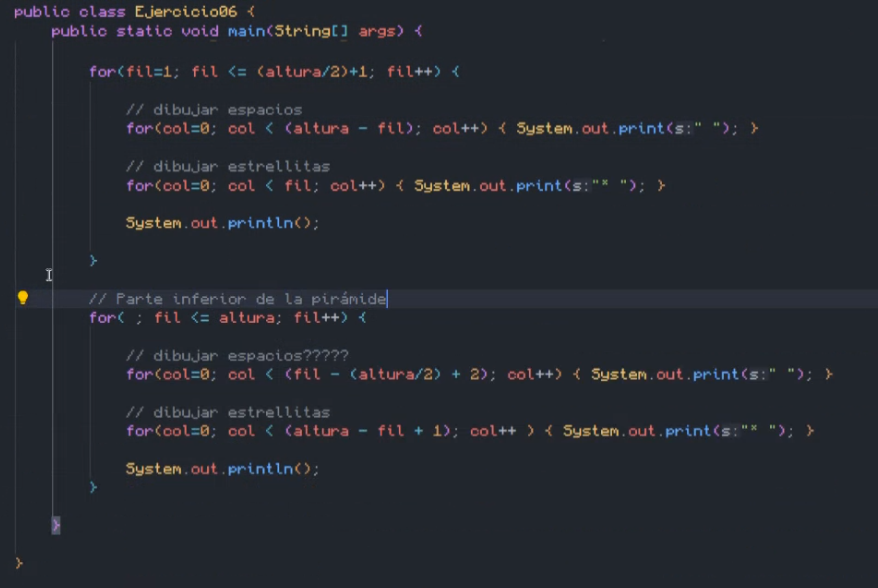 public class Ejercicio06 {
public static void main(String[] args) {
for(fil=1; fil <= (altura/2)+1; fil++) {
// dibujar espacios
for(col=0; col < (altura - fil); col++) { System.out.print(s:" "); }
// dibujar estrellitas
for(col=0; col < fil; col++) { System.out.print(s:"* "); }
System.out.println();
}
// Parte inferior de la pirámide
for( ; fil <= altura; fil++) {
// dibujar espacios?????
for(col=0; col < (fil - (altura/2) + 2); col++) { System.out.print(s:" "); }
// dibujar estrellitas
for(col=0; col < (altura - fil + 1); col++ ) { System.out.print(s:"* "); }
System.out.println();
}
}
}